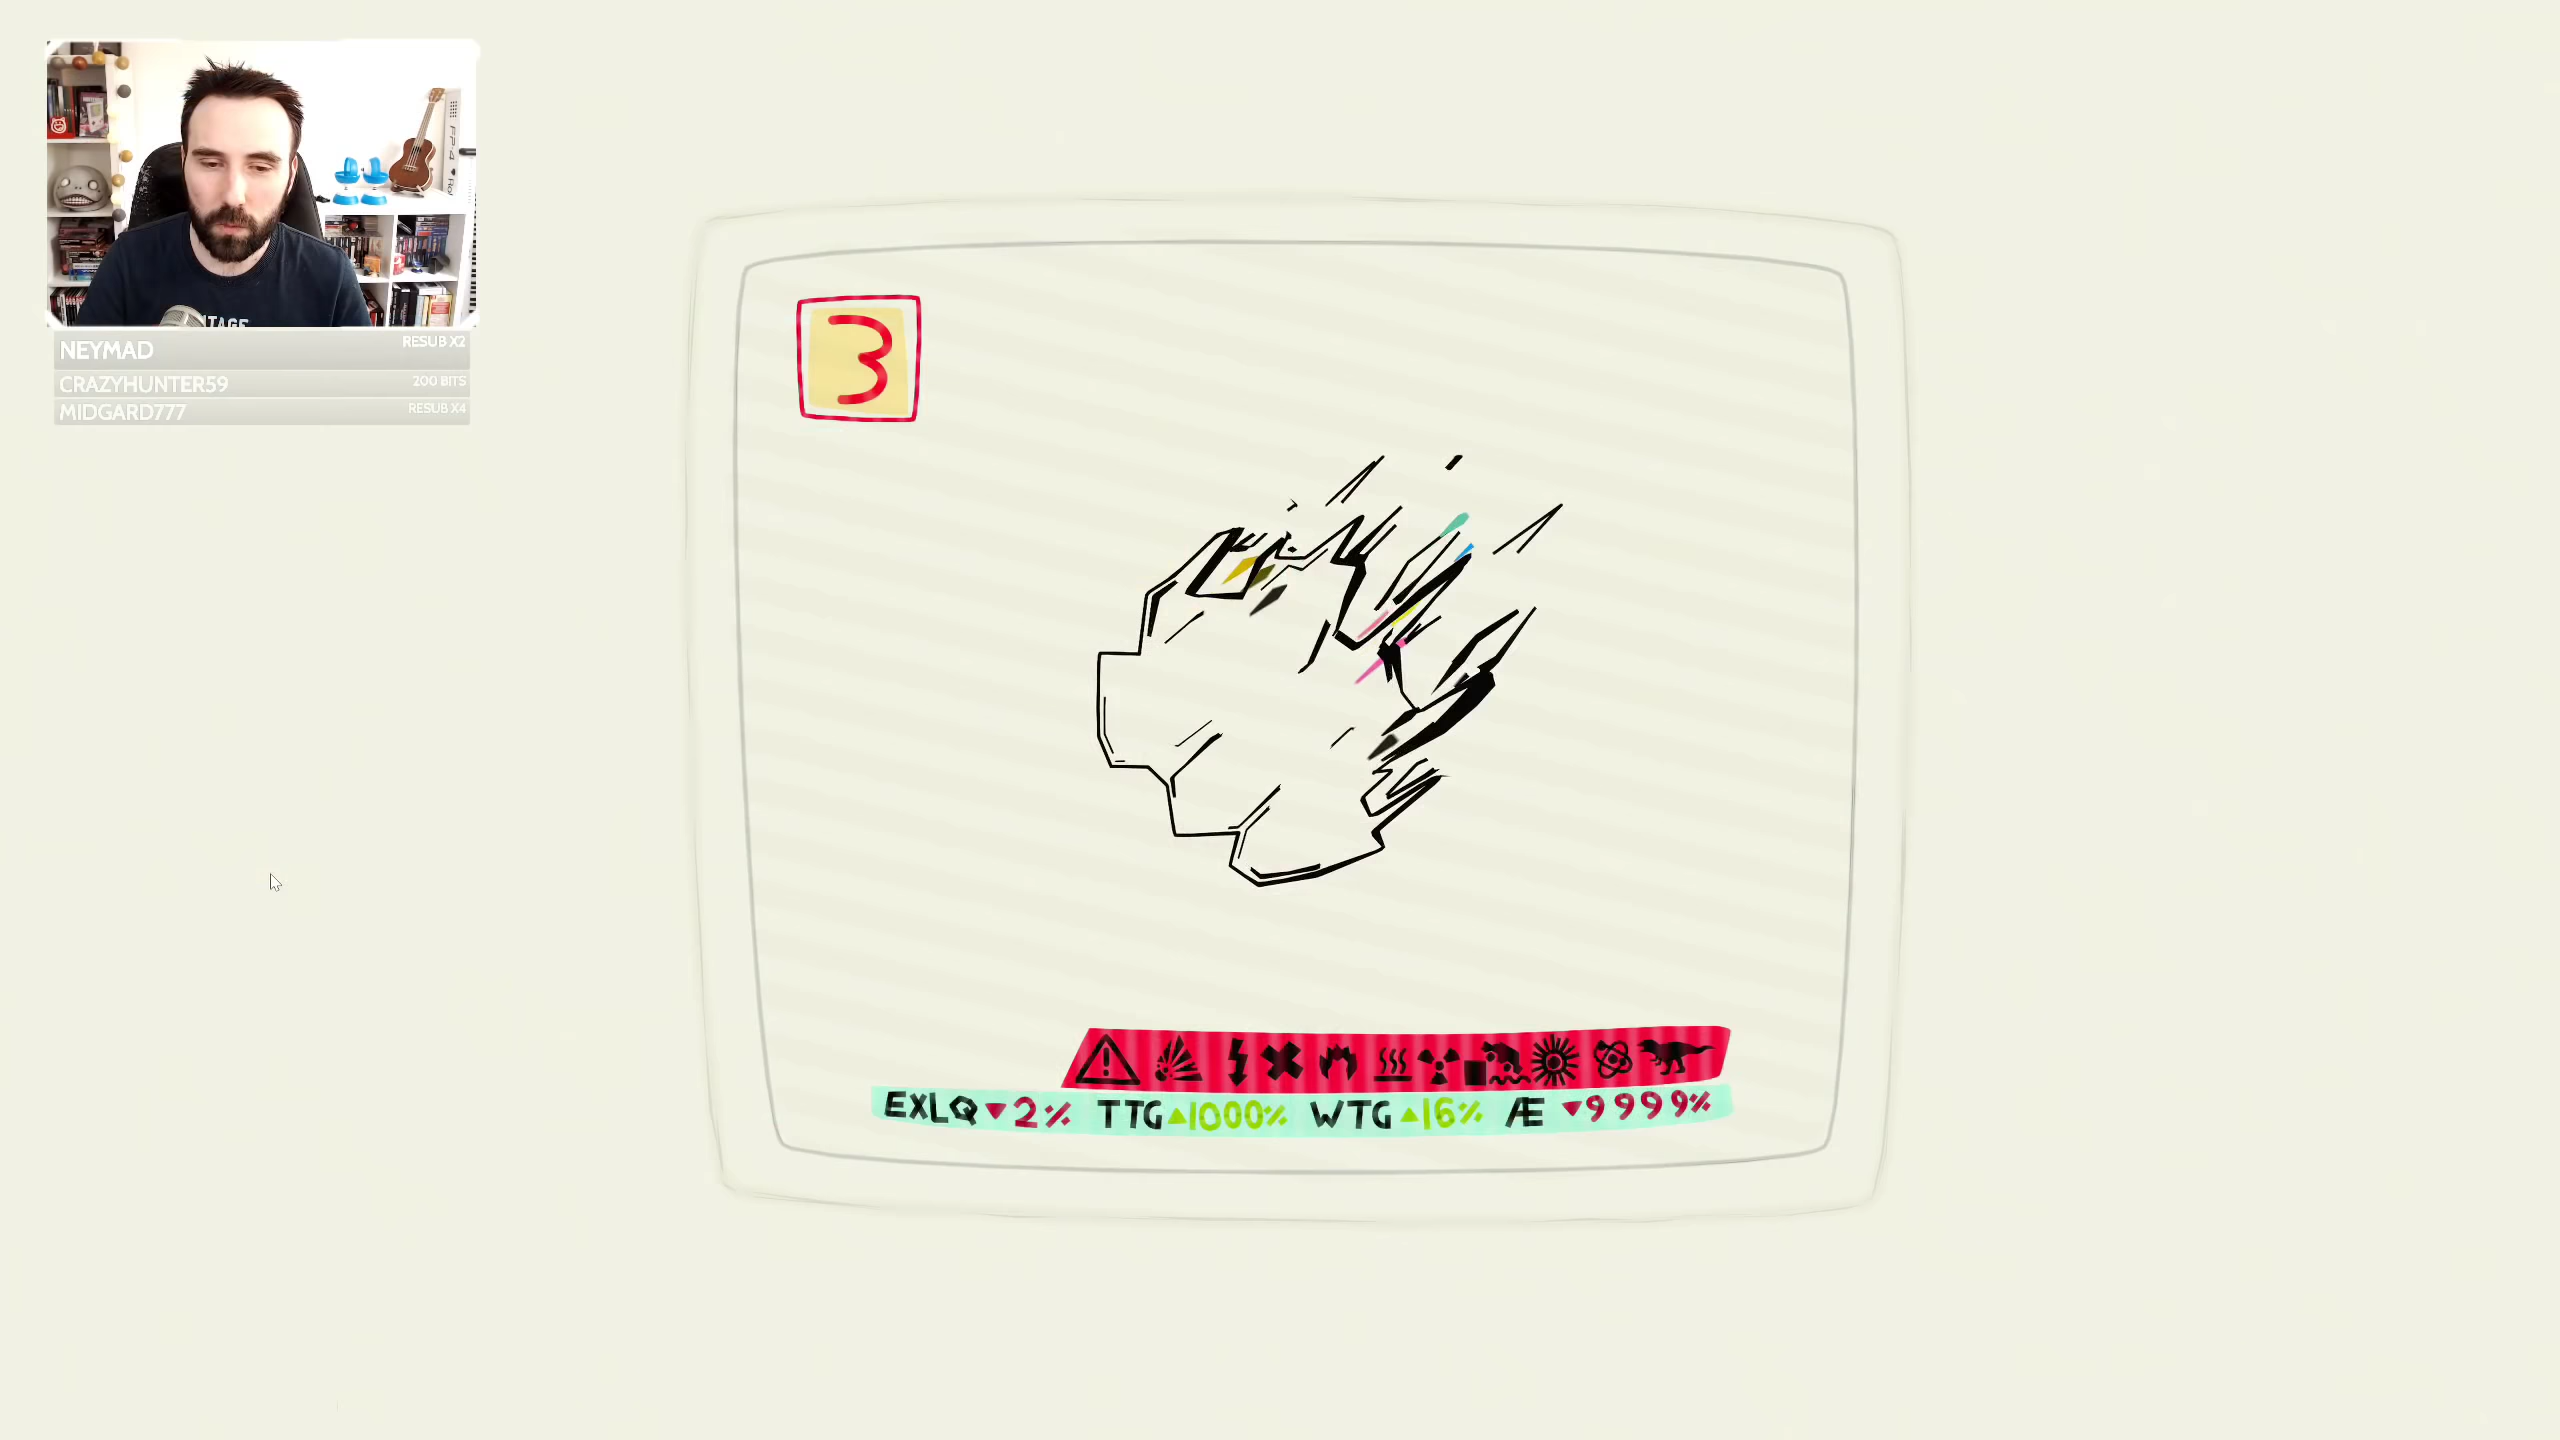 NEYMAD RESUB X2
CRAZYHUNTER59 200 BITS
MIDGARD777 RESUB X4
3
EXLQ ▼2% TTG ▲1000% WTG ▲16% Æ ▼9999%